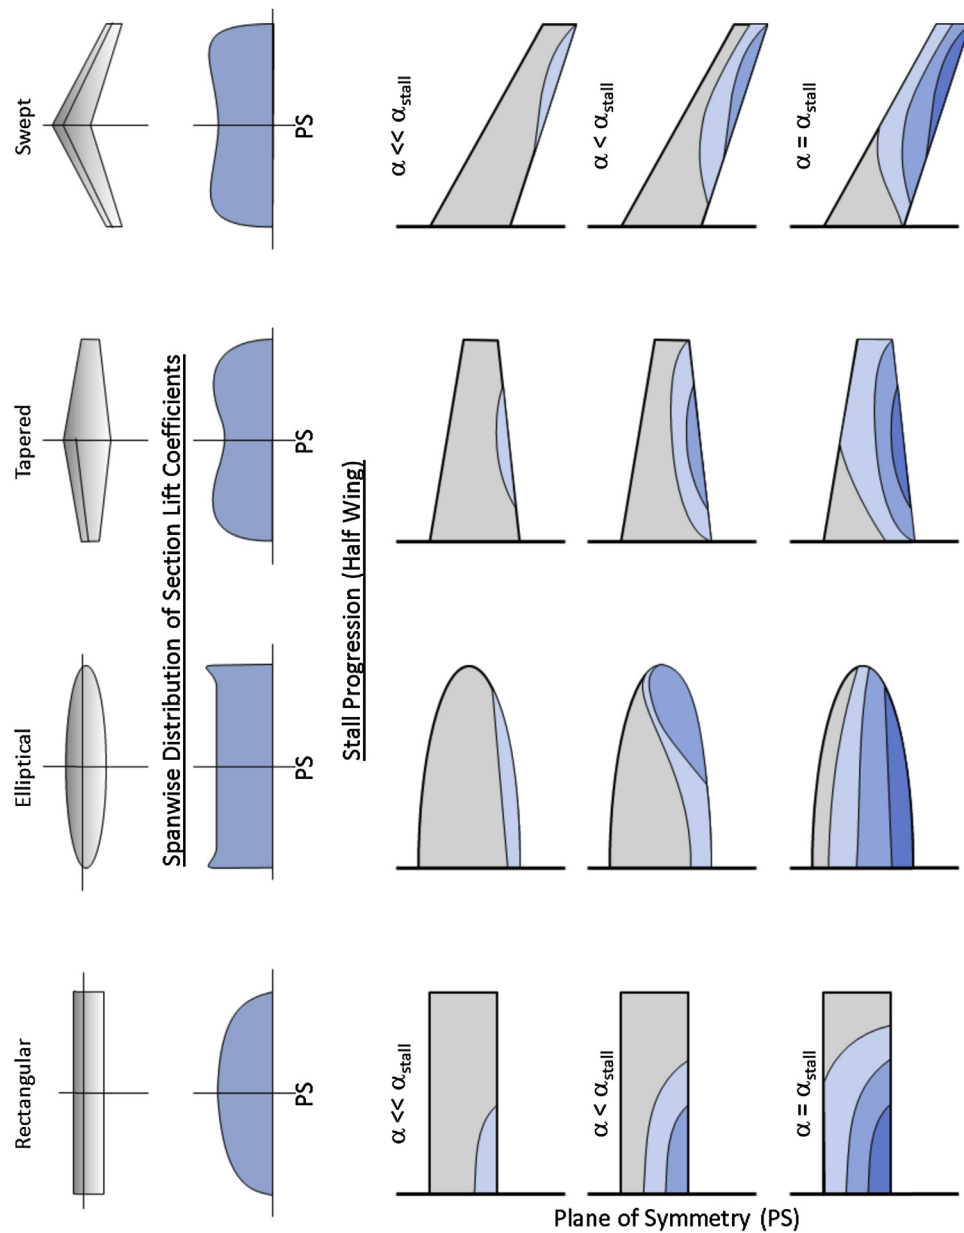 Rectangular
Elliptical
Tapered
Swept
Spanwise Distribution of Section Lift Coefficients
PS
PS
PS
PS
Stall Progression (Half Wing)
α << αstall
α << αstall
α < αstall
α < αstall
α = αstall
α = αstall
Plane of Symmetry (PS)